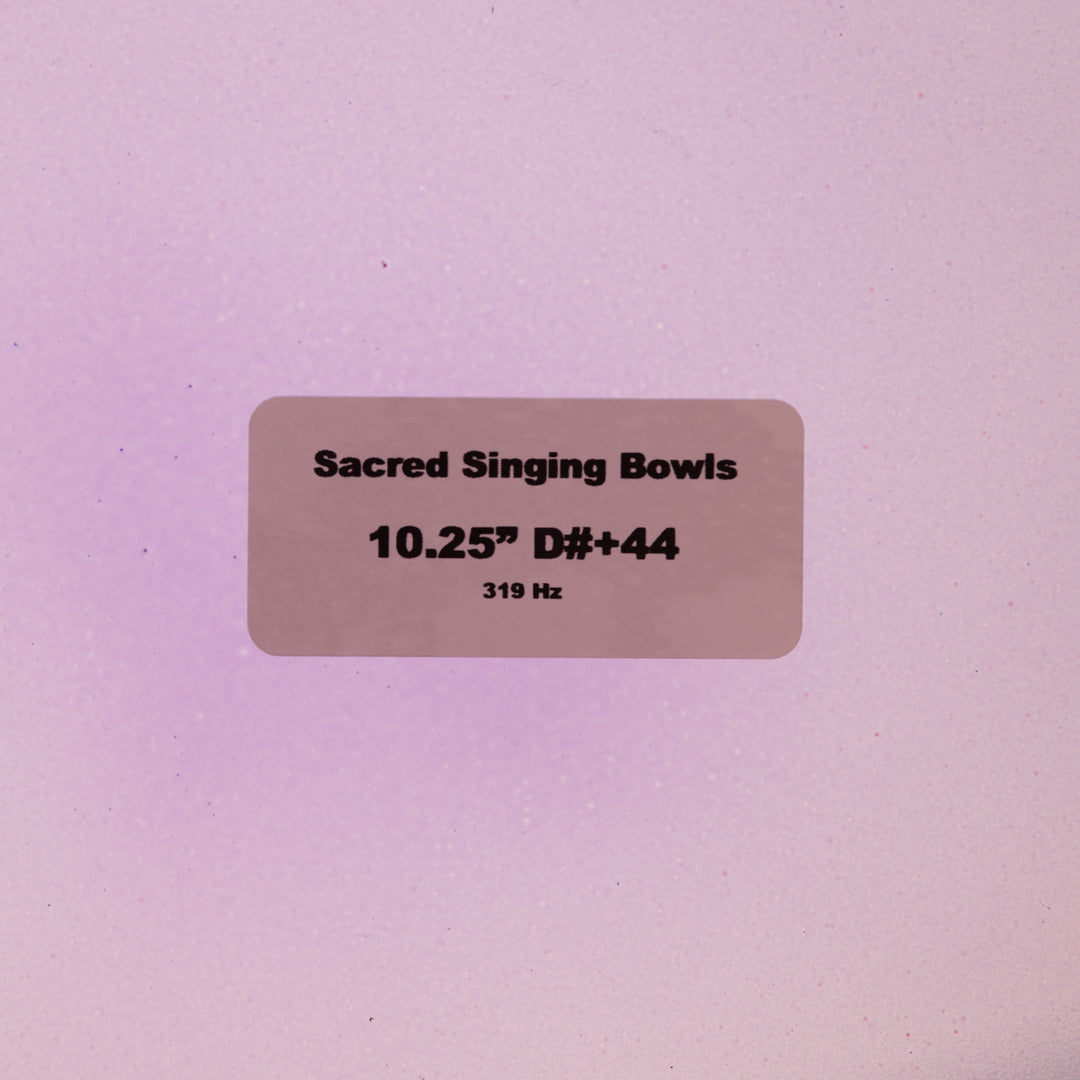 Sacred Singing Bowls
10.25” D#+44
319 Hz